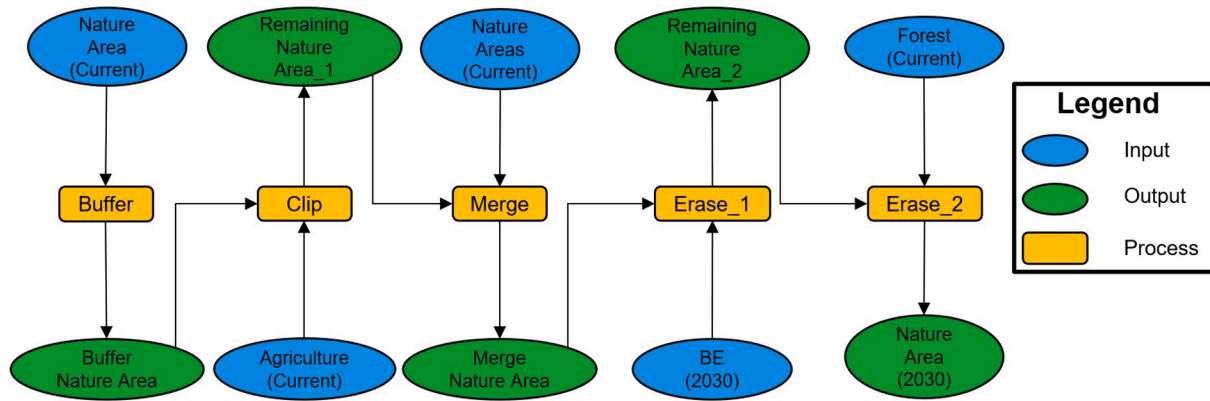 Nature
Area
(Current)
Remaining
Nature
Area_1
Nature
Areas
(Current)
Remaining
Nature
Area_2
Forest
(Current)
Legend
Input
Output
Process
Buffer
Clip
Merge
Erase_1
Erase_2
Buffer
Nature Area
Agriculture
(Current)
Merge
Nature Area
BE
(2030)
Nature
Area
(2030)